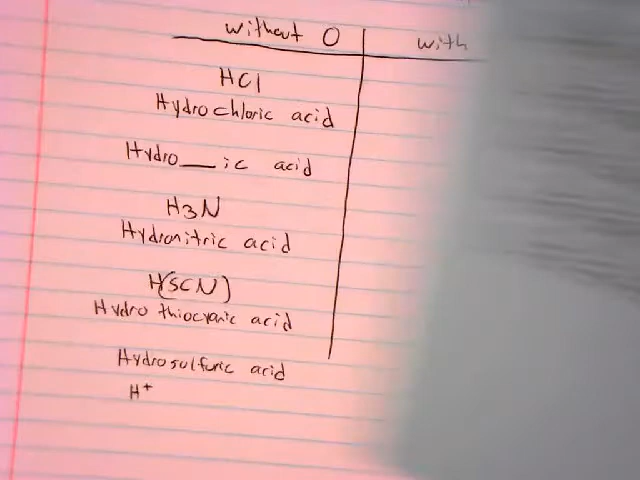 without O
with
HCl
Hydrochloric acid
Hydro___ic acid
H3N
Hydronitric acid
H(SCN)
Hydrothiocyanic acid
Hydrosulfuric acid
H+